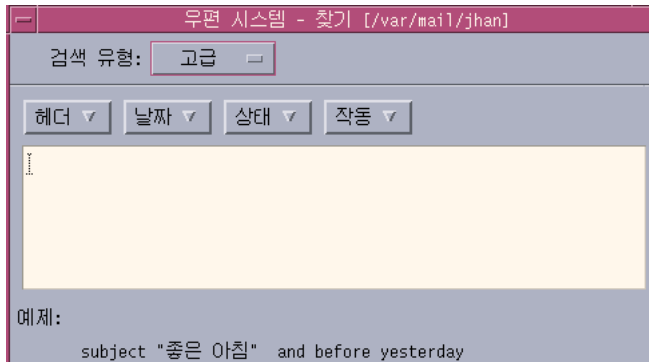 우편 시스템 - 찾기 [/var/mail/jhan]
검색 유형: 고급
헤더 날짜 상태 작동
예제:
subject "좋은 아침" and before yesterday